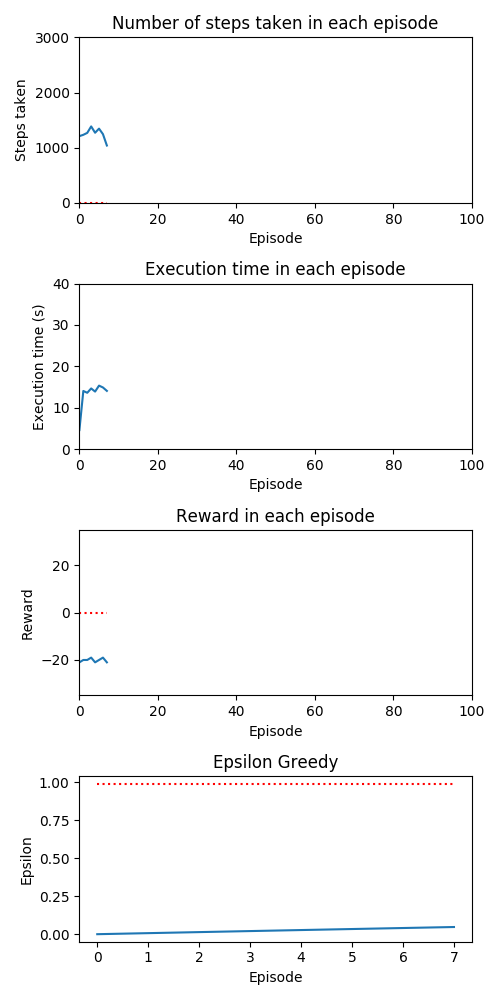 Number of steps taken in each episode
3000
2000
1000
0
Steps taken
0 20 40 60 80 100
Episode
Execution time in each episode
40
30
20
10
0
Execution time (s)
0 20 40 60 80 100
Episode
Reward in each episode
20
0
−20
Reward
0 20 40 60 80 100
Episode
Epsilon Greedy
1.00
0.75
0.50
0.25
0.00
Epsilon
0 1 2 3 4 5 6 7
Episode